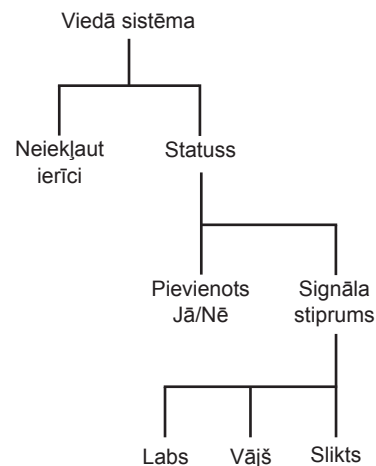 Viedā sistēma
Neiekļaut
ierīci
Statuss
Pievienots
Jā/Nē
Signāla
stiprums
Labs
Vājš
Slikts